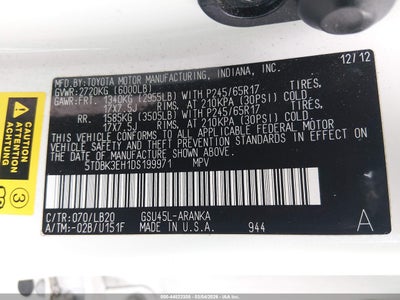 MFD. BY: 12/12
TOYOTA MOTOR MANUFACTURING, INDIANA, INC.
GVWR: 2720KG (6000LB)
GAWR: FRT. 1340KG (2955LB) WITH P245/65R17 TIRES,
17X7.5J RIMS, AT 210KPA (30PSI) COLD.
RR. 1585KG (3505LB) WITH P245/65R17 TIRES,
17X7.5J RIMS, AT 210KPA (30PSI) COLD.
THIS VEHICLE CONFORMS TO ALL APPLICABLE FEDERAL MOTOR
VEHICLE SAFETY AND THEFT PREVENTION STANDARDS IN
EFFECT ON THE DATE OF MANUFACTURE SHOWN ABOVE.
5TDBK3EH1DS199971 MPV
C/TR: 070/LB20 GSU45L-ARANKA
A/TM: -02B/U151F MADE IN U.S.A. 944 A
3